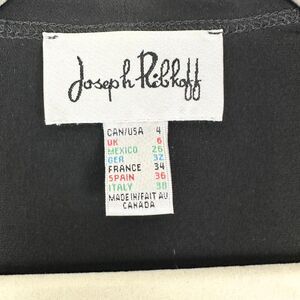 Joseph Ribkoff
CAN/USA 4
UK 6
MEXICO 26
GER 32
FRANCE 34
SPAIN 36
ITALY 38
MADE IN/FAIT AU
CANADA